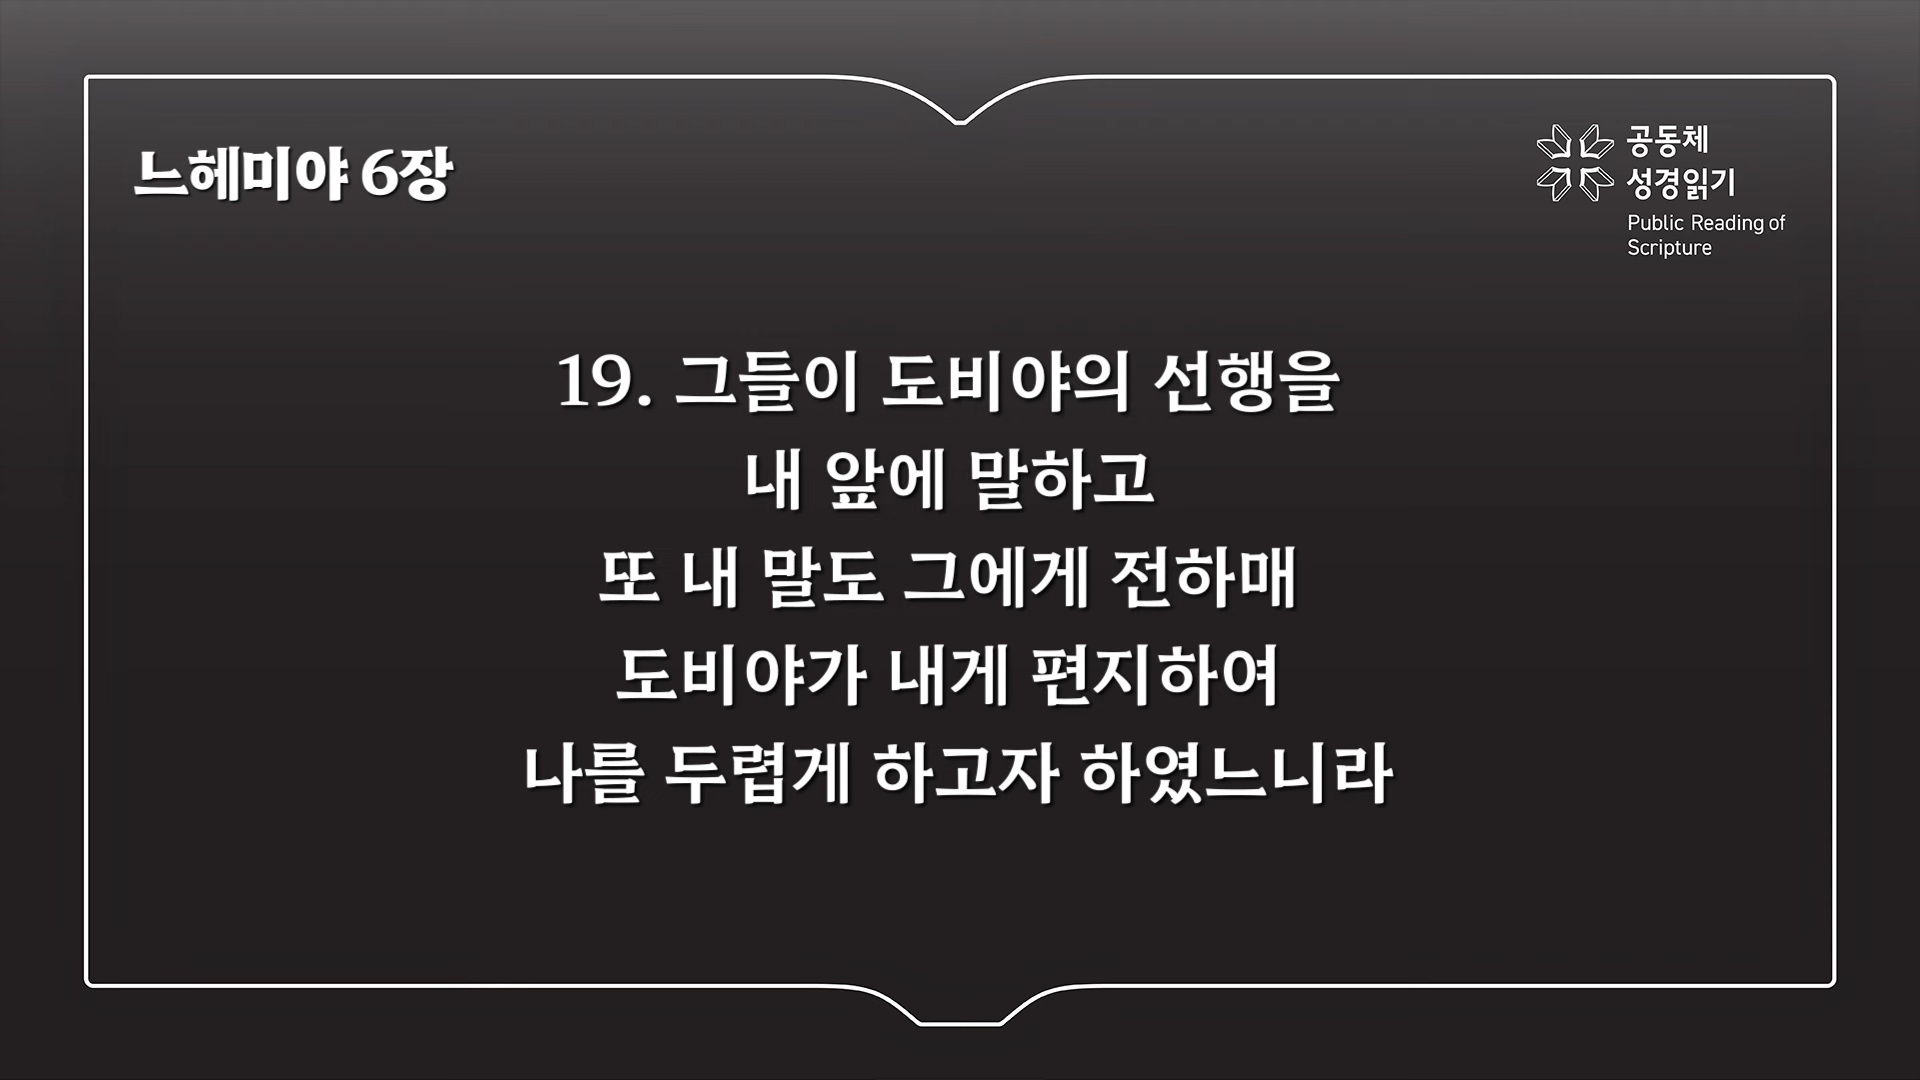 느헤미야 6장
공동체
성경읽기
Public Reading of
Scripture
19. 그들이 도비야의 선행을
내 앞에 말하고
또 내 말도 그에게 전하매
도비야가 내게 편지하여
나를 두렵게 하고자 하였느니라